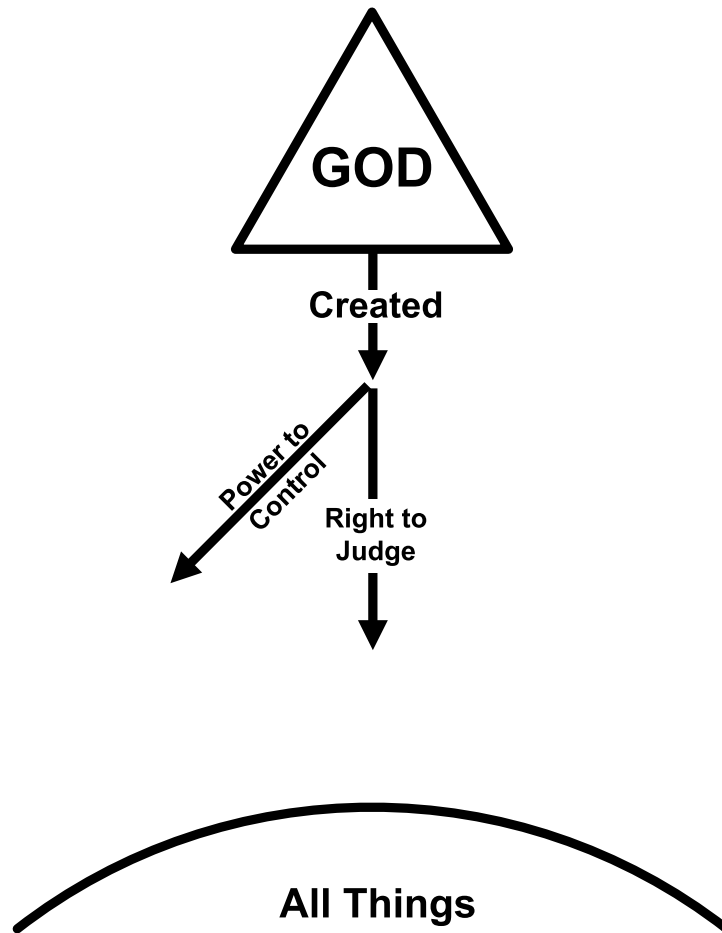 GOD
Created
Power to
Control
Right to
Judge
All Things